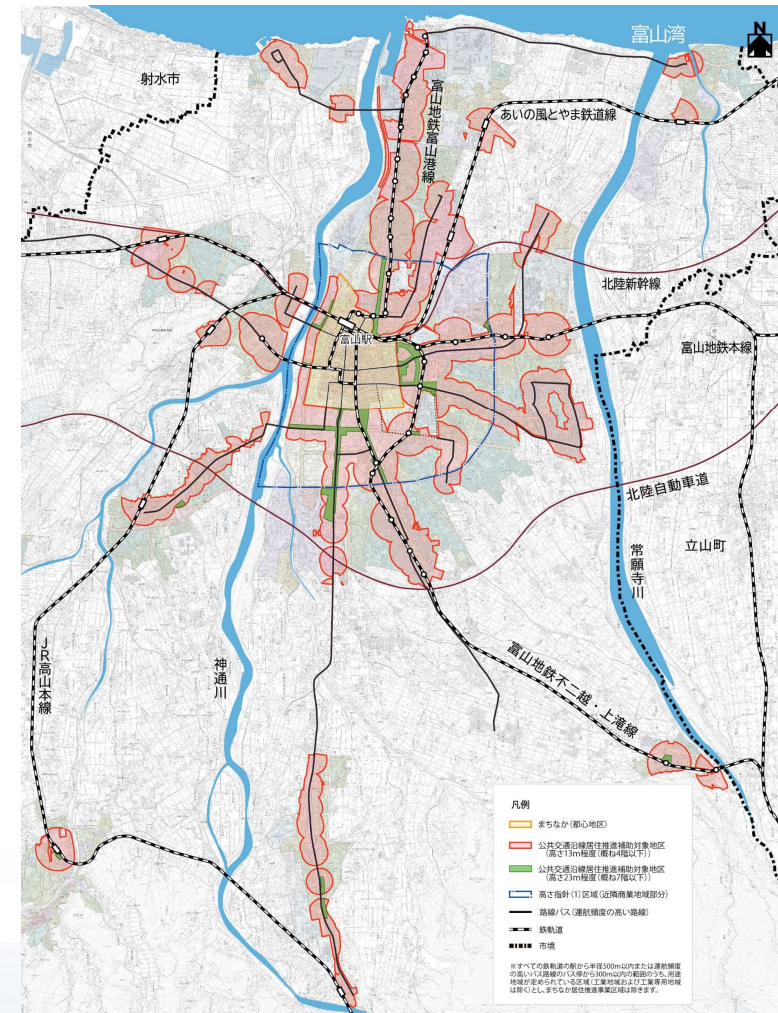 富山湾
N
射水市
富山地鉄富山港線
あいの風とやま鉄道線
北陸新幹線
富山駅
富山地鉄本線
北陸自動車道
常願寺川
立山町
JR高山本線
神通川
富山地鉄不二越・上滝線
凡例
まちなか(都心地区)
公共交通沿線居住推進補助対象地区
(高さ13m程度(概ね4階以下))
公共交通沿線居住推進補助対象地区
(高さ23m程度(概ね7階以下))
高さ指針(1)区域(近隣商業地域部分)
路線バス(運航頻度の高い路線)
鉄軌道
市境
※すべての鉄軌道の駅から半径500m以内または運航頻度
の高いバス路線のバス停から300m以内の範囲のうち、用途
地域が定められている区域(工業地域および工業専用地域
は除く)とし、まちなか居住推進事業区域は除きます。